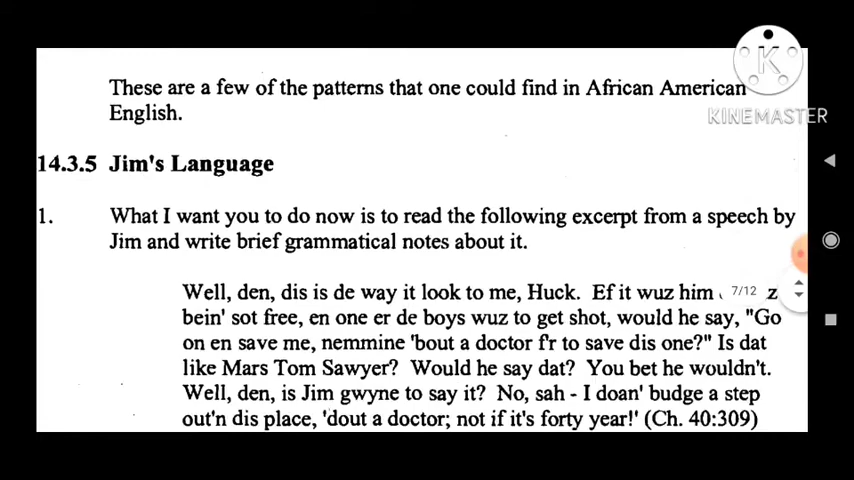 These are a few of the patterns that one could find in African American
English.
KINEMASTER
14.3.5 Jim's Language
1. What I want you to do now is to read the following excerpt from a speech by
Jim and write brief grammatical notes about it.
Well, den, dis is de way it look to me, Huck. Ef it wuz him z
7/12
bein' sot free, en one er de boys wuz to get shot, would he say, "Go
on en save me, nemmine 'bout a doctor f'r to save dis one?" Is dat
like Mars Tom Sawyer? Would he say dat? You bet he wouldn't.
Well, den, is Jim gwyne to say it? No, sah - I doan' budge a step
out'n dis place, 'dout a doctor; not if it's forty year!' (Ch. 40:309)